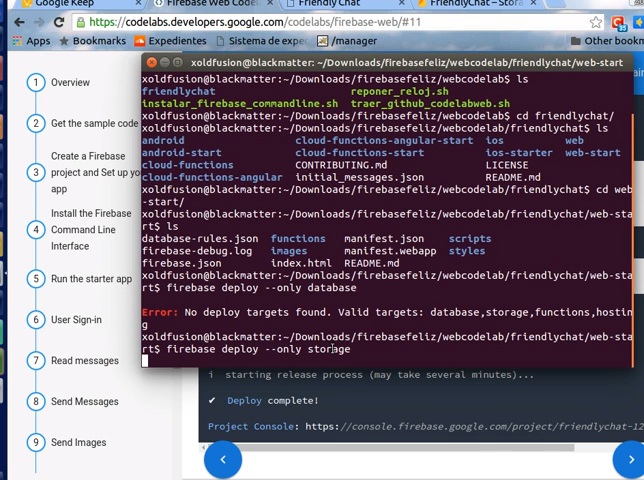 Google Keep
Firebase Web Codel
Friendly Chat
FriendlyChat – Stora
https://codelabs.developers.google.com/codelabs/firebase-web/#11
Apps BlauBook Expedientes Sistema de expe /manager Other bookm
1 Overview
2 Get the sample code
3 Create a Firebase
project and Set up yo
app
4 Install the Firebase
Command Line
Interface
5 Run the starter app
6 User Sign-in
7 Read messages
8 Send Messages
9 Send Images
xoldfusion@blackmatter: ~/Downloads/firebasefeliz/webcodelab/friendlychat/web-start
xoldfusion@blackmatter:~/Downloads/firebasefeliz/webcodelab$ ls
friendlychat reponer_reloj.sh
instalar_firebase_commandline.sh traer_github_codelabweb.sh
xoldfusion@blackmatter:~/Downloads/firebasefeliz/webcodelab$ cd friendlychat/
xoldfusion@blackmatter:~/Downloads/firebasefeliz/webcodelab/friendlychat$ ls
android cloud-functions-angular-start ios web
android-start cloud-functions-start ios-starter web-start
cloud-functions CONTRIBUTING.md LICENSE
cloud-functions-angular initial_messages.json README.md
xoldfusion@blackmatter:~/Downloads/firebasefeliz/webcodelab/friendlychat$ cd web
-start/
xoldfusion@blackmatter:~/Downloads/firebasefeliz/webcodelab/friendlychat/web-sta
rt$ ls
database-rules.json functions manifest.json scripts
firebase-debug.log images manifest.webapp styles
firebase.json index.html README.md
xoldfusion@blackmatter:~/Downloads/firebasefeliz/webcodelab/friendlychat/web-sta
rt$ firebase deploy --only database
Error: No deploy targets found. Valid targets: database,storage,functions,hostin
g
xoldfusion@blackmatter:~/Downloads/firebasefeliz/webcodelab/friendlychat/web-sta
rt$ firebase deploy --only storage
i starting release process (may take several minutes)...
✔ Deploy complete!
Project Console: https://console.firebase.google.com/project/friendlychat-12